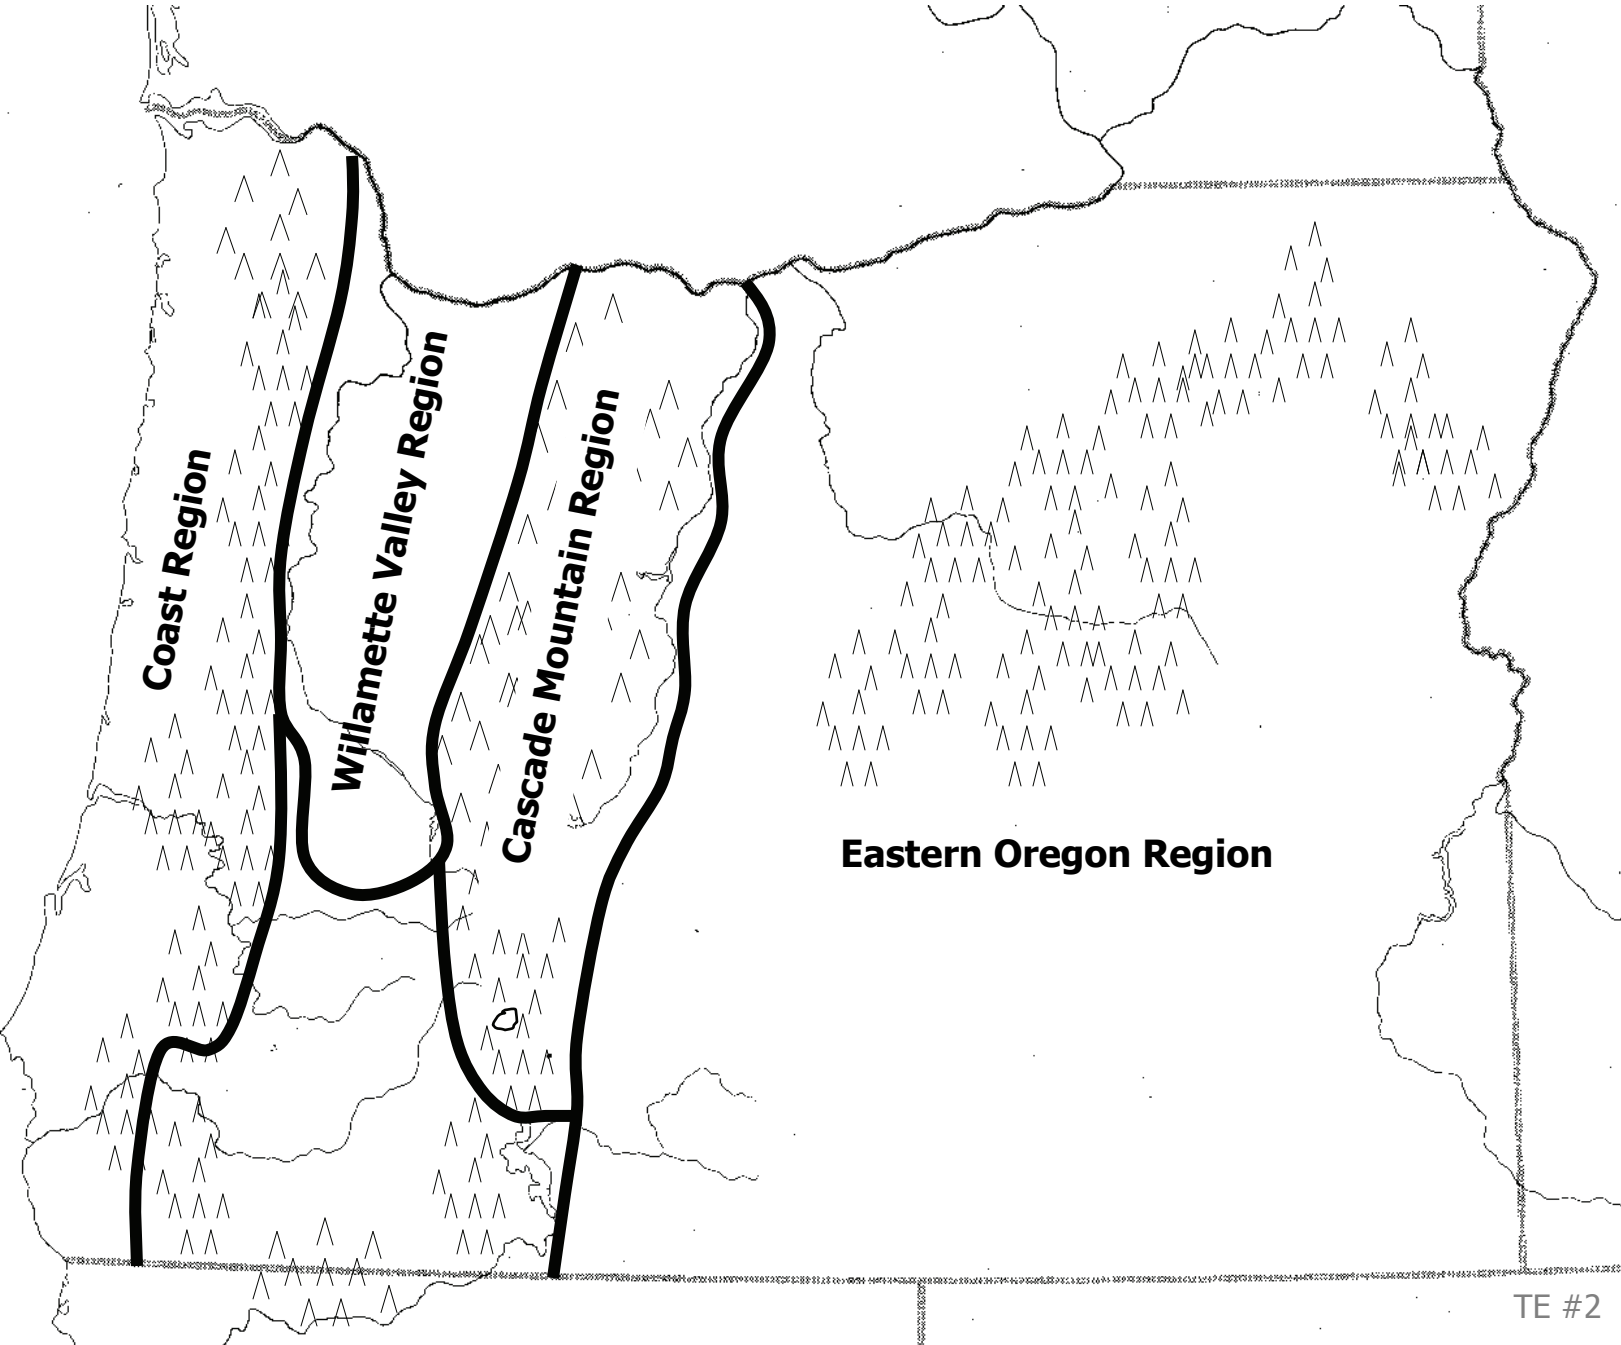 Coast Region
Willamette Valley Region
Cascade Mountain Region
Eastern Oregon Region
TE #2